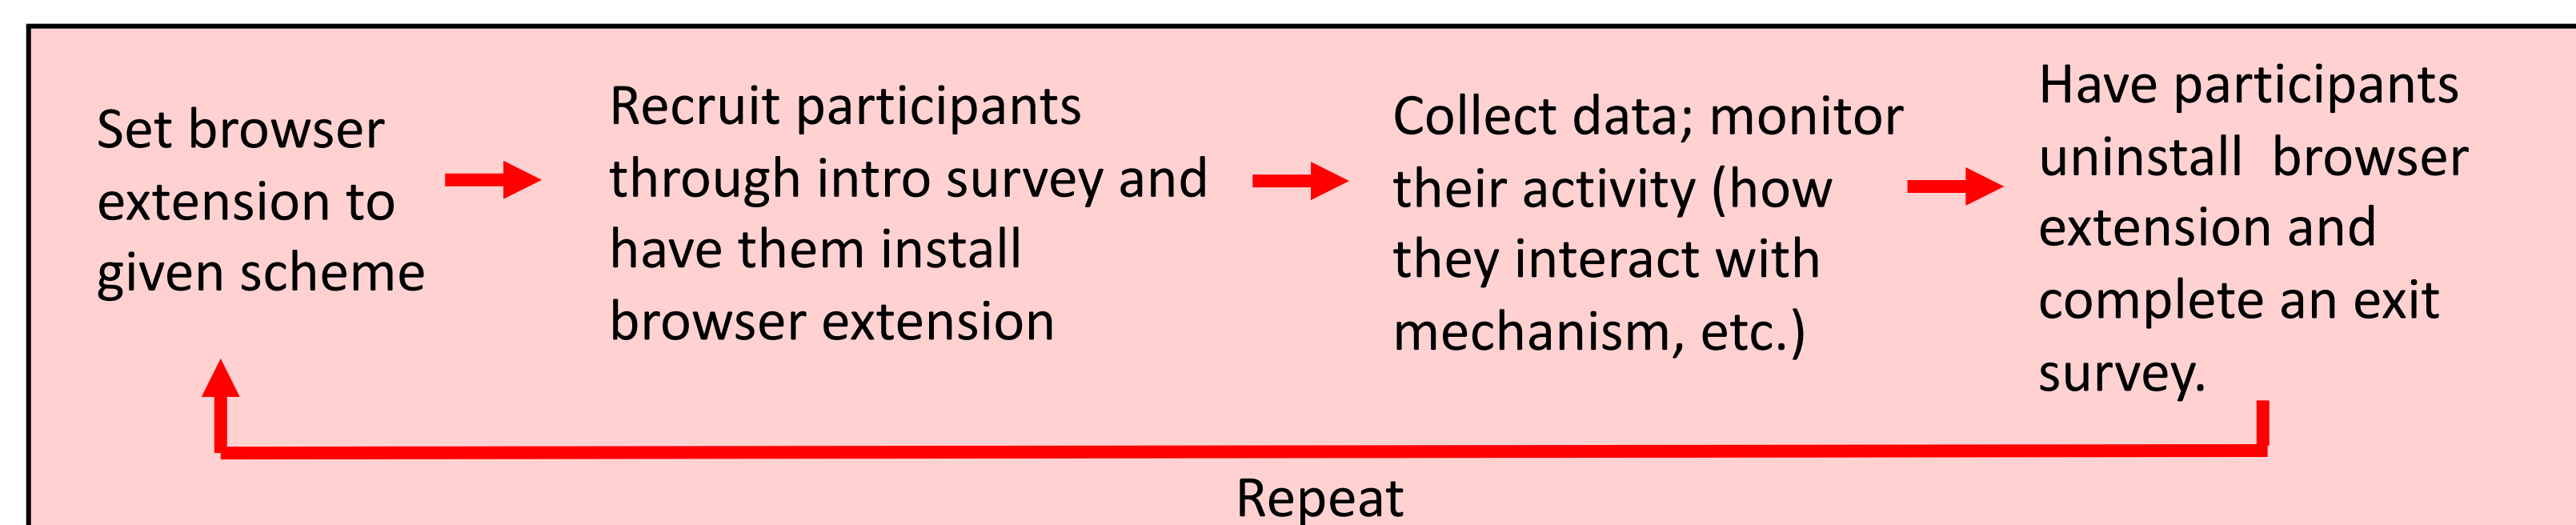 Set browser
extension to
given scheme
Recruit participants
through intro survey and
have them install
browser extension
Collect data; monitor
their activity (how
they interact with
mechanism, etc.)
Have participants
uninstall  browser
extension and
complete an exit
survey.
Repeat